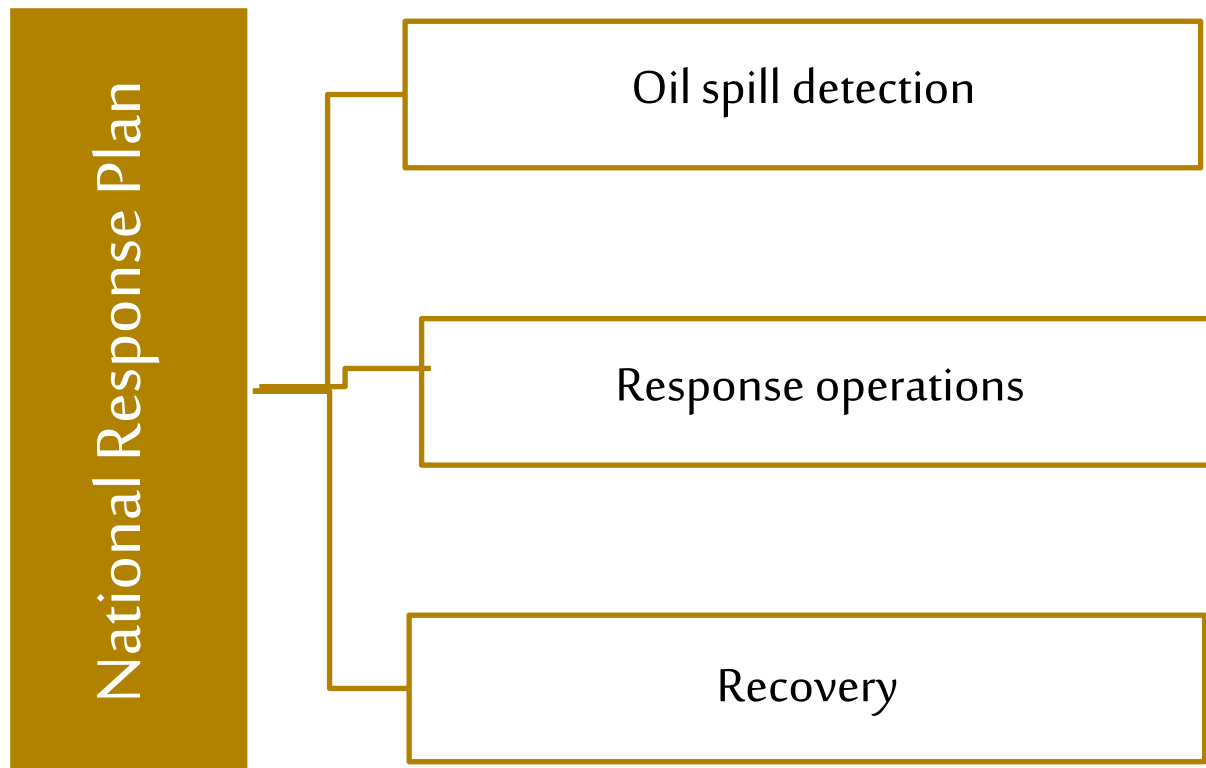 National Response Plan
Oil spill detection
Response operations
Recovery